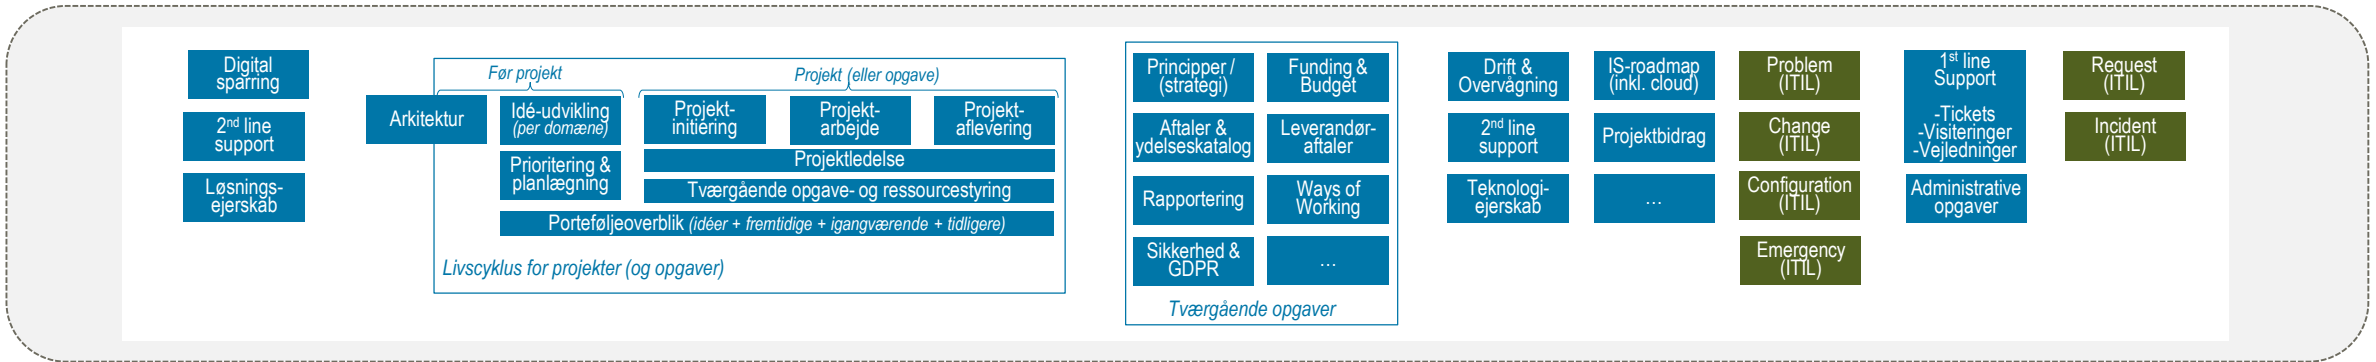 Digital
sparring
2nd line
support
Løsnings-
ejerskab
Før projekt
Projekt (eller opgave)
Arkitektur
Idé-udvikling
(per domæne)
Projekt-
initiering
Projekt-
arbejde
Projekt-
aflevering
Prioritering &
planlægning
Projektledelse
Tværgående opgave- og ressourcestyring
Porteføljeoverblik (idéer + fremtidige + igangværende + tidligere)
Livscyklus for projekter (og opgaver)
Principper /
(strategi)
Funding &
Budget
Aftaler &
ydelseskatalog
Leverandør-
aftaler
Rapportering
Ways of
Working
Sikkerhed &
GDPR
...
Tværgående opgaver
Drift &
Overvågning
2nd line
support
Teknologi-
ejerskab
IS-roadmap
(inkl. cloud)
Projektbidrag
...
Problem
(ITIL)
Change
(ITIL)
Configuration
(ITIL)
Emergency
(ITIL)
1st line
Support
-Tickets
-Visiteringer
-Vejledninger
Administrative
opgaver
Request
(ITIL)
Incident
(ITIL)